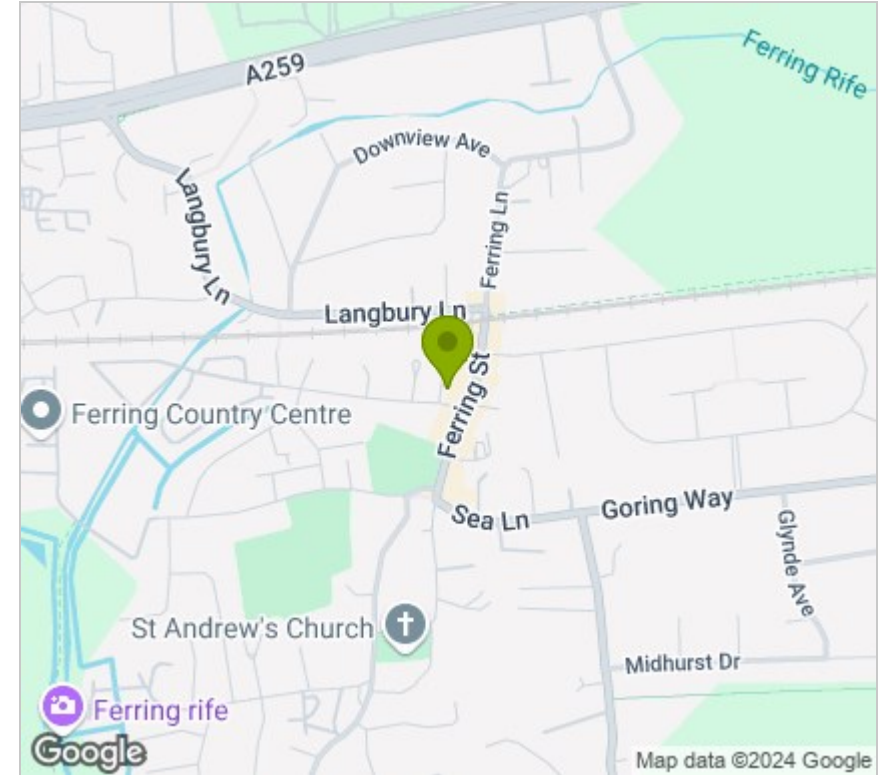 A259
Ferring Rife
Downview Ave
Langbury Ln
Ferring Ln
Langbury Ln
Ferring St
Ferring Country Centre
Sea Ln
Goring Way
Glynde Ave
St Andrew's Church
Midhurst Dr
Ferring rife
Google
Map data ©2024 Google